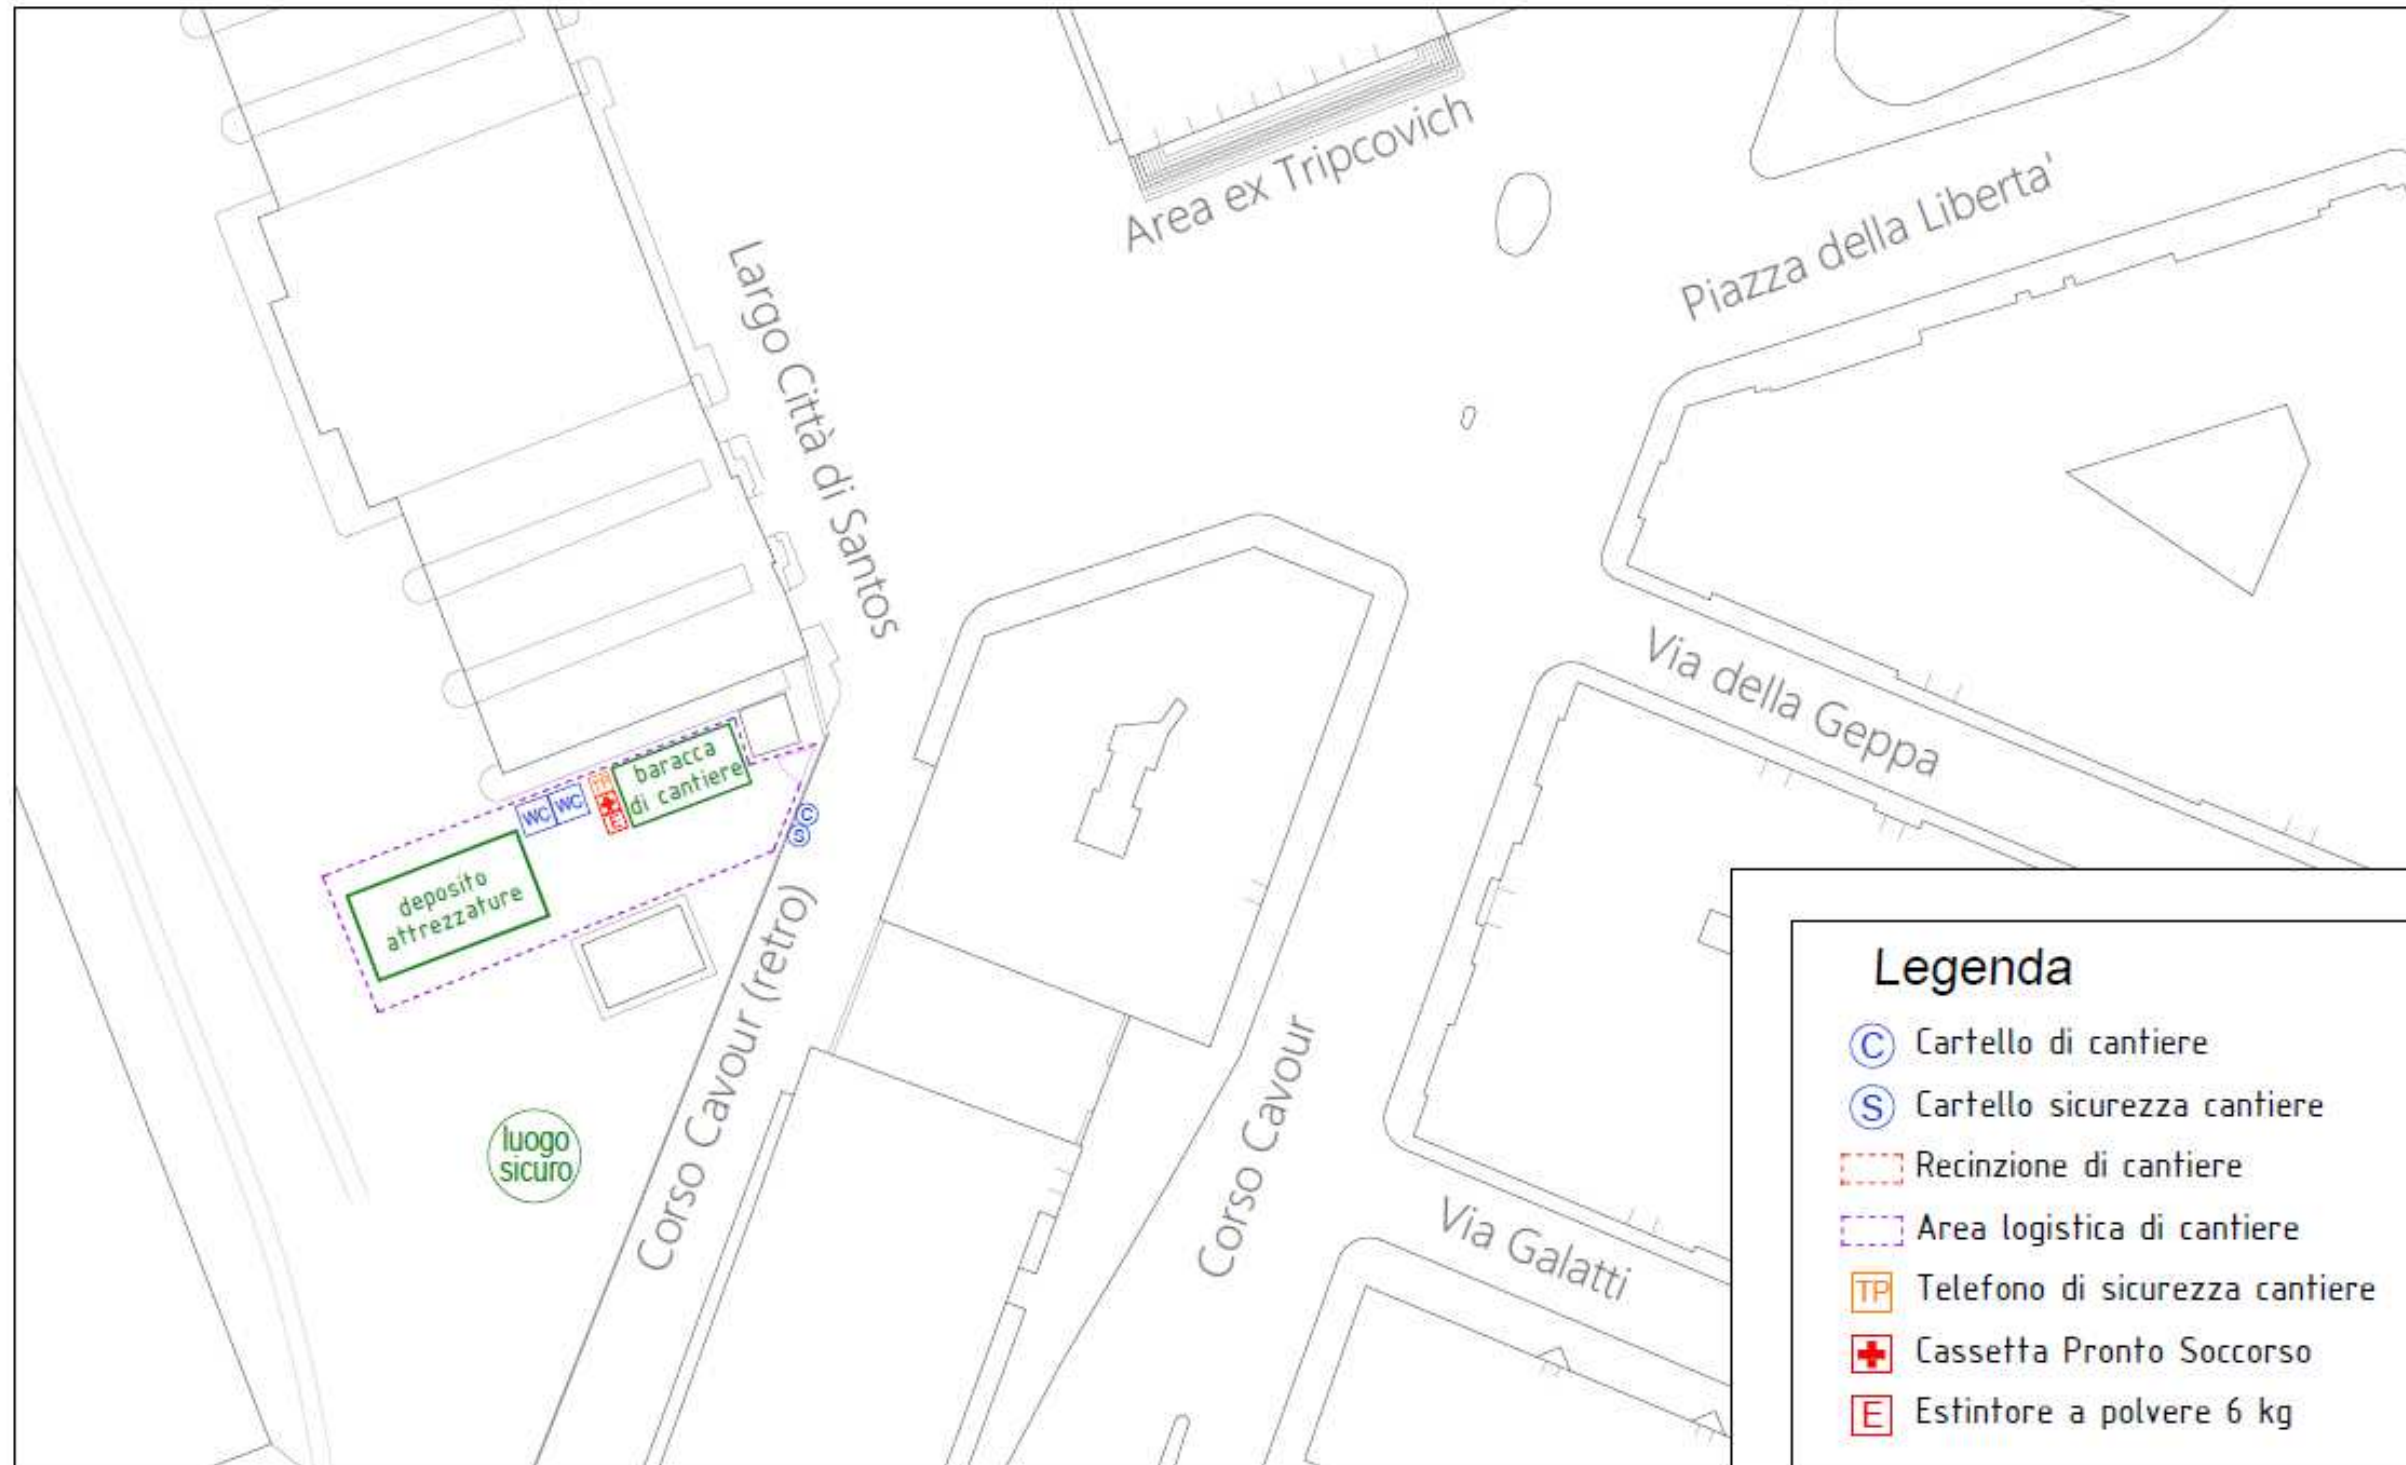 Area ex Tripcovich
Piazza della Liberta'
Largo Città di Santos
Via della Geppa
baracca
di cantiere
TP
E
WC WC
C
S
deposito
attrezzature
Corso Cavour (retro)
luogo
sicuro
Corso Cavour
Via Galatti
Legenda
C Cartello di cantiere
S Cartello sicurezza cantiere
Recinzione di cantiere
Area logistica di cantiere
TP Telefono di sicurezza cantiere
Cassetta Pronto Soccorso
E Estintore a polvere 6 kg